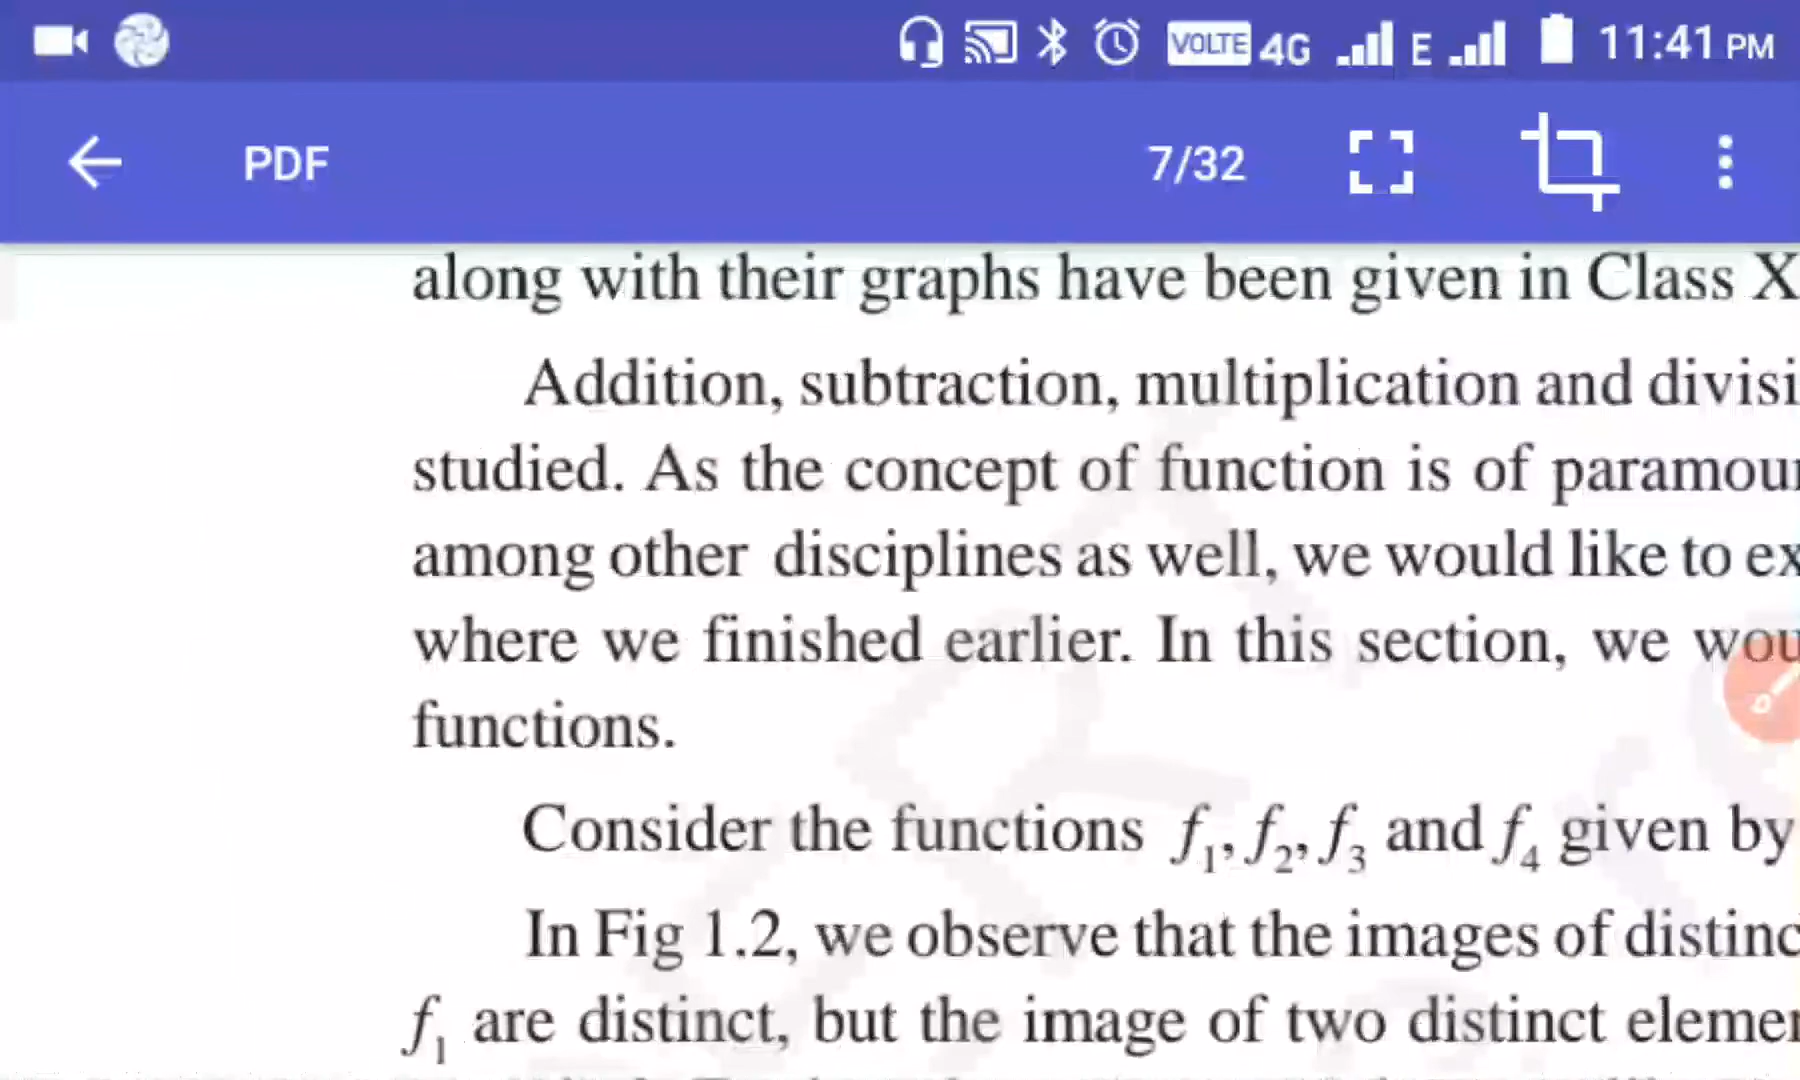 VOLTE 4G E 11:41 PM
PDF 7/32
along with their graphs have been given in Class X
Addition, subtraction, multiplication and divisi
studied. As the concept of function is of paramou
among other disciplines as well, we would like to ex
where we finished earlier. In this section, we wou
functions.
Consider the functions f₁, f₂, f₃ and f₄ given by
In Fig 1.2, we observe that the images of distinc
f₁ are distinct, but the image of two distinct elemen